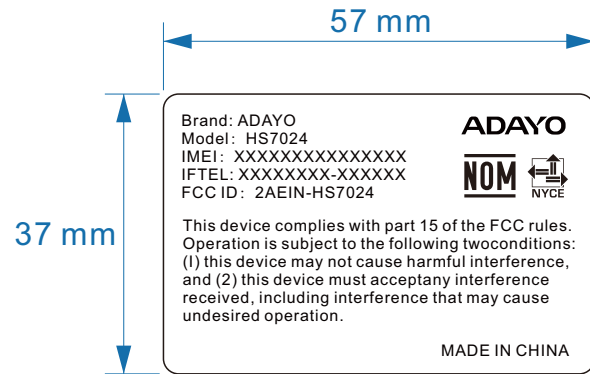 57 mm
37 mm
Brand: ADAYO
Model: HS7024
IMEI: XXXXXXXXXXXXXXX
IFTEL: XXXXXXXX-XXXXXX
FCC ID: 2AEIN-HS7024
ADAYO
NOM
NYCE
This device complies with part 15 of the FCC rules.
Operation is subject to the following twoconditions:
(I) this device may not cause harmful interference,
and (2) this device must acceptany interference
received, including interference that may cause
undesired operation.
MADE IN CHINA